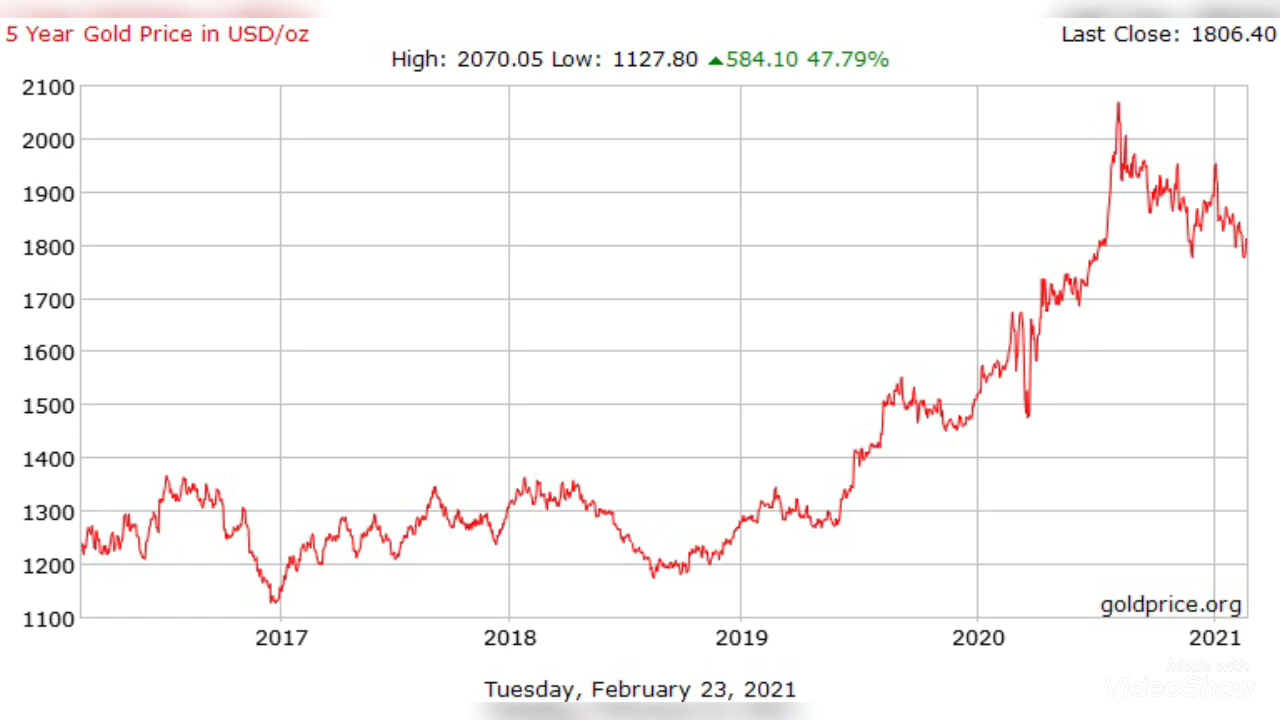 5 Year Gold Price in USD/oz
Last Close: 1806.40
High: 2070.05 Low: 1127.80 ▲584.10 47.79%
2100
2000
1900
1800
1700
1600
1500
1400
1300
1200
1100
goldprice.org
2017 2018 2019 2020 2021
Made with
VideoShow
Tuesday, February 23, 2021